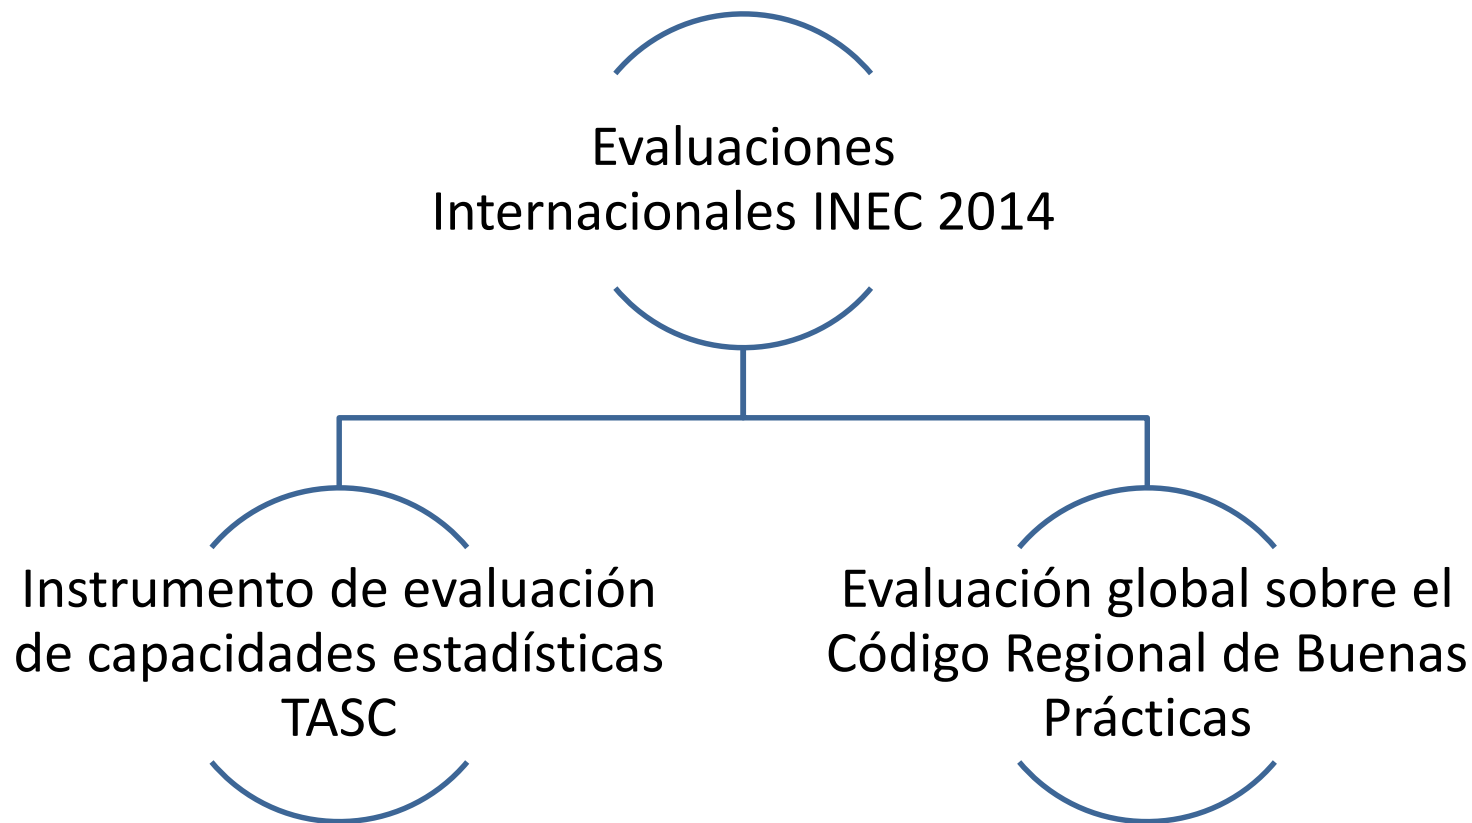 Evaluaciones
Internacionales INEC 2014
Instrumento de evaluación
de capacidades estadísticas
TASC
Evaluación global sobre el
Código Regional de Buenas
Prácticas